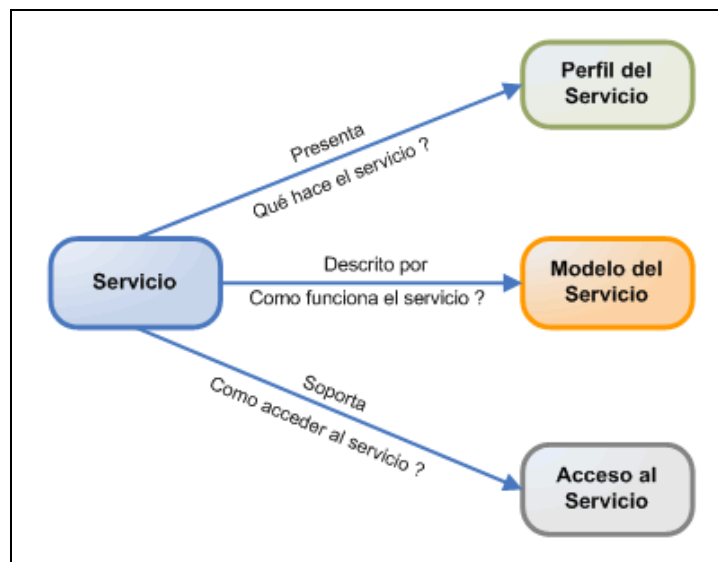 Perfil del
Servicio
Presenta
Qué hace el servicio ?
Servicio
Descrito por
Como funciona el servicio ?
Modelo del
Servicio
Soporta
Como acceder al servicio ?
Acceso al
Servicio